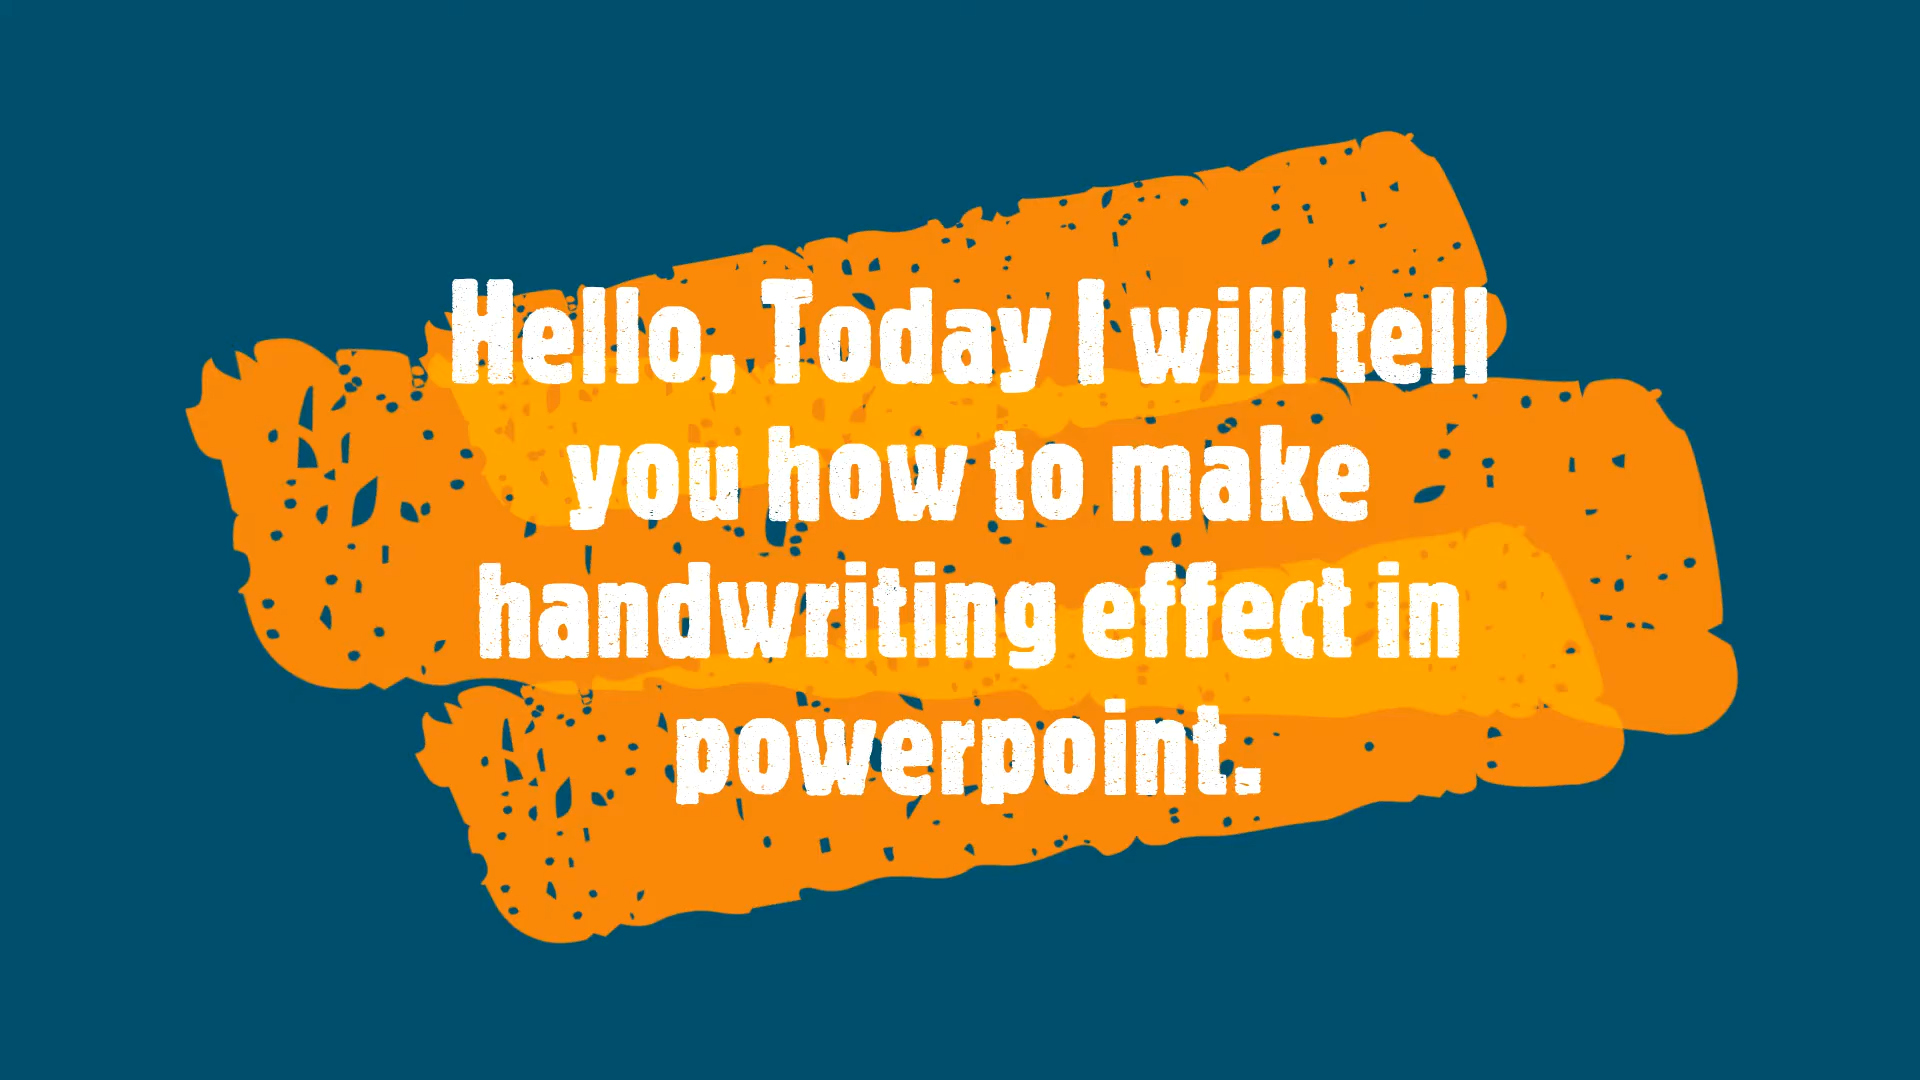 Hello, Today I will tell
you how to make
handwriting effect in
powerpoint.